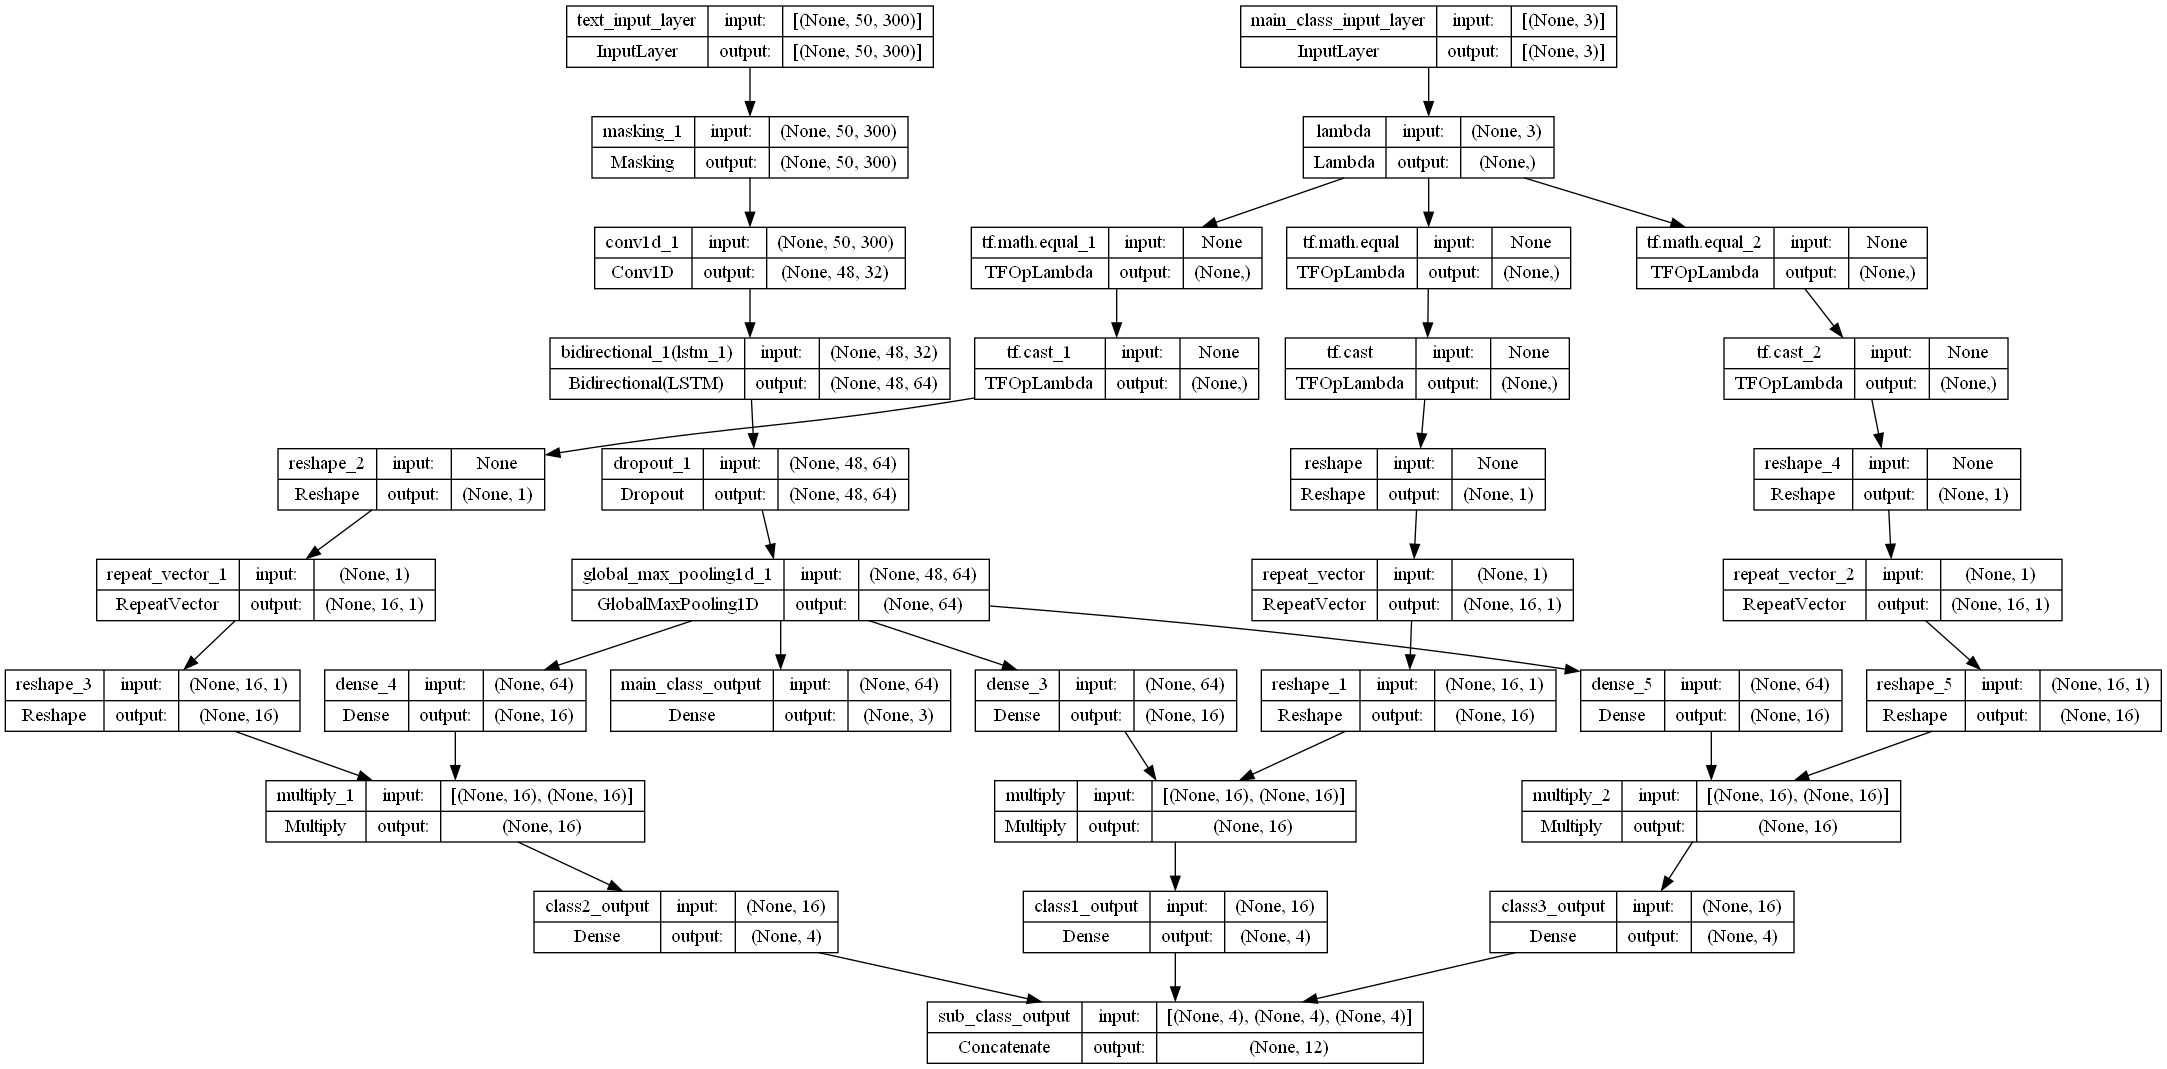 text_input_layer input: [(None, 50, 300)]
InputLayer output: [(None, 50, 300)]
main_class_input_layer input: [(None, 3)]
InputLayer output: [(None, 3)]
masking_1 input: (None, 50, 300)
Masking output: (None, 50, 300)
lambda input: (None, 3)
Lambda output: (None,)
conv1d_1 input: (None, 50, 300)
Conv1D output: (None, 48, 32)
tf.math.equal_1 input: None
TFOpLambda output: (None,)
tf.math.equal input: None
TFOpLambda output: (None,)
tf.math.equal_2 input: None
TFOpLambda output: (None,)
bidirectional_1(lstm_1) input: (None, 48, 32)
Bidirectional(LSTM) output: (None, 48, 64)
tf.cast_1 input: None
TFOpLambda output: (None,)
tf.cast input: None
TFOpLambda output: (None,)
tf.cast_2 input: None
TFOpLambda output: (None,)
reshape_2 input: None
Reshape output: (None, 1)
dropout_1 input: (None, 48, 64)
Dropout output: (None, 48, 64)
reshape input: None
Reshape output: (None, 1)
reshape_4 input: None
Reshape output: (None, 1)
repeat_vector_1 input: (None, 1)
RepeatVector output: (None, 16, 1)
global_max_pooling1d_1 input: (None, 48, 64)
GlobalMaxPooling1D output: (None, 64)
repeat_vector input: (None, 1)
RepeatVector output: (None, 16, 1)
repeat_vector_2 input: (None, 1)
RepeatVector output: (None, 16, 1)
reshape_3 input: (None, 16, 1)
Reshape output: (None, 16)
dense_4 input: (None, 64)
Dense output: (None, 16)
main_class_output input: (None, 64)
Dense output: (None, 3)
dense_3 input: (None, 64)
Dense output: (None, 16)
reshape_1 input: (None, 16, 1)
Reshape output: (None, 16)
dense_5 input: (None, 64)
Dense output: (None, 16)
reshape_5 input: (None, 16, 1)
Reshape output: (None, 16)
multiply_1 input: [(None, 16), (None, 16)]
Multiply output: (None, 16)
multiply input: [(None, 16), (None, 16)]
Multiply output: (None, 16)
multiply_2 input: [(None, 16), (None, 16)]
Multiply output: (None, 16)
class2_output input: (None, 16)
Dense output: (None, 4)
class1_output input: (None, 16)
Dense output: (None, 4)
class3_output input: (None, 16)
Dense output: (None, 4)
sub_class_output input: [(None, 4), (None, 4), (None, 4)]
Concatenate output: (None, 12)